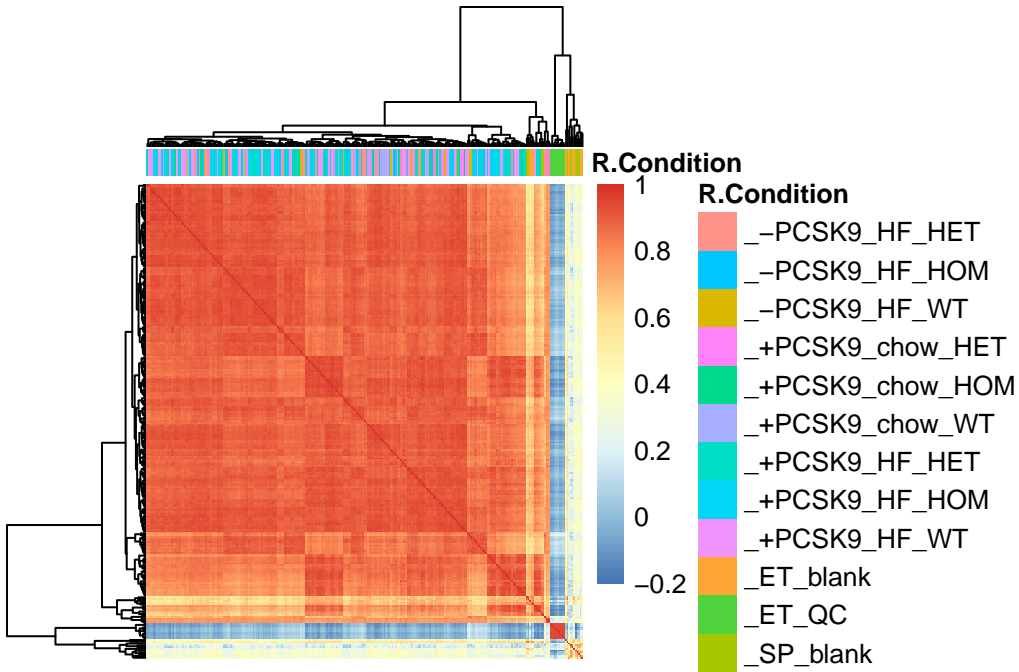 R.Condition
1
0.8
0.6
0.4
0.2
0
−0.2
R.Condition
_−PCSK9_HF_HET
_−PCSK9_HF_HOM
_−PCSK9_HF_WT
_+PCSK9_chow_HET
_+PCSK9_chow_HOM
_+PCSK9_chow_WT
_+PCSK9_HF_HET
_+PCSK9_HF_HOM
_+PCSK9_HF_WT
_ET_blank
_ET_QC
_SP_blank